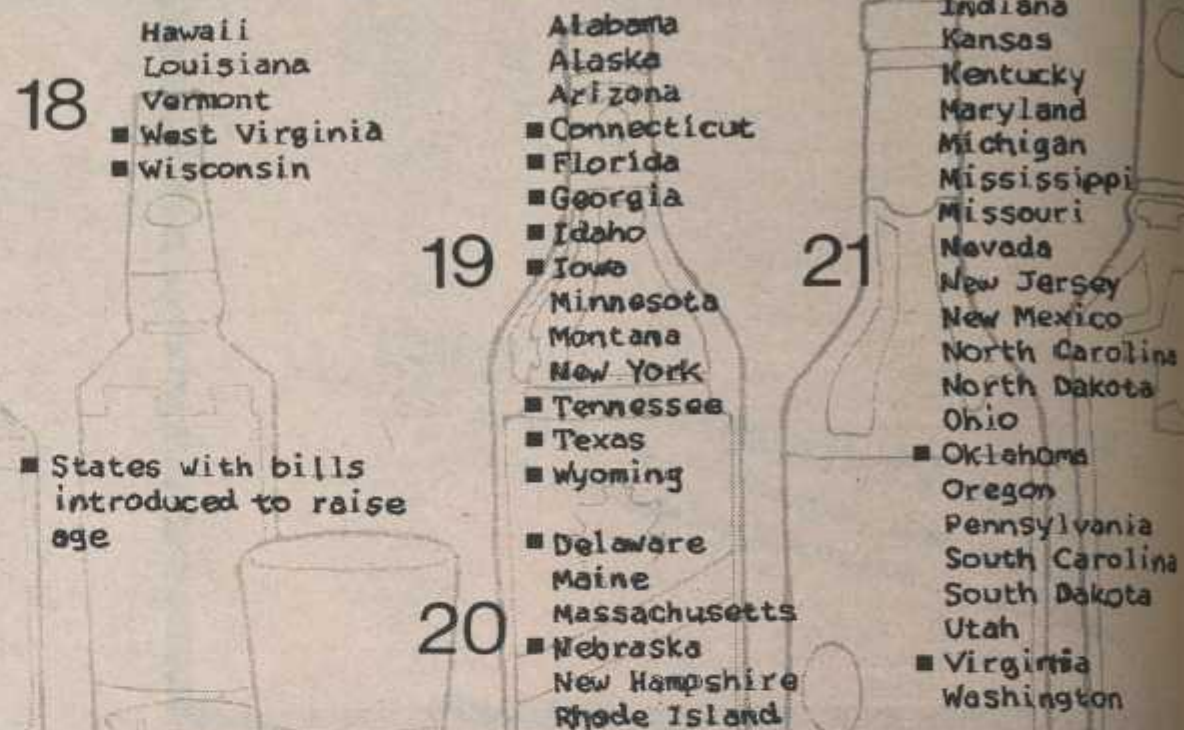 18
Hawaii
Louisiana
Vermont
■ West Virginia
■ Wisconsin
■ States with bills
introduced to raise
age
19
Alabama
Alaska
Arizona
■ Connecticut
■ Florida
■ Georgia
■ Idaho
■ Iowa
Minnesota
Montana
New York
■ Tennessee
■ Texas
■ Wyoming
20
■ Delaware
Maine
Massachusetts
■ Nebraska
New Hampshire
Rhode Island
21
Indiana
Kansas
Kentucky
Maryland
Michigan
Mississippi
Missouri
Nevada
New Jersey
New Mexico
North Carolina
North Dakota
Ohio
■ Oklahoma
Oregon
Pennsylvania
South Carolina
South Dakota
Utah
■ Virginia
Washington